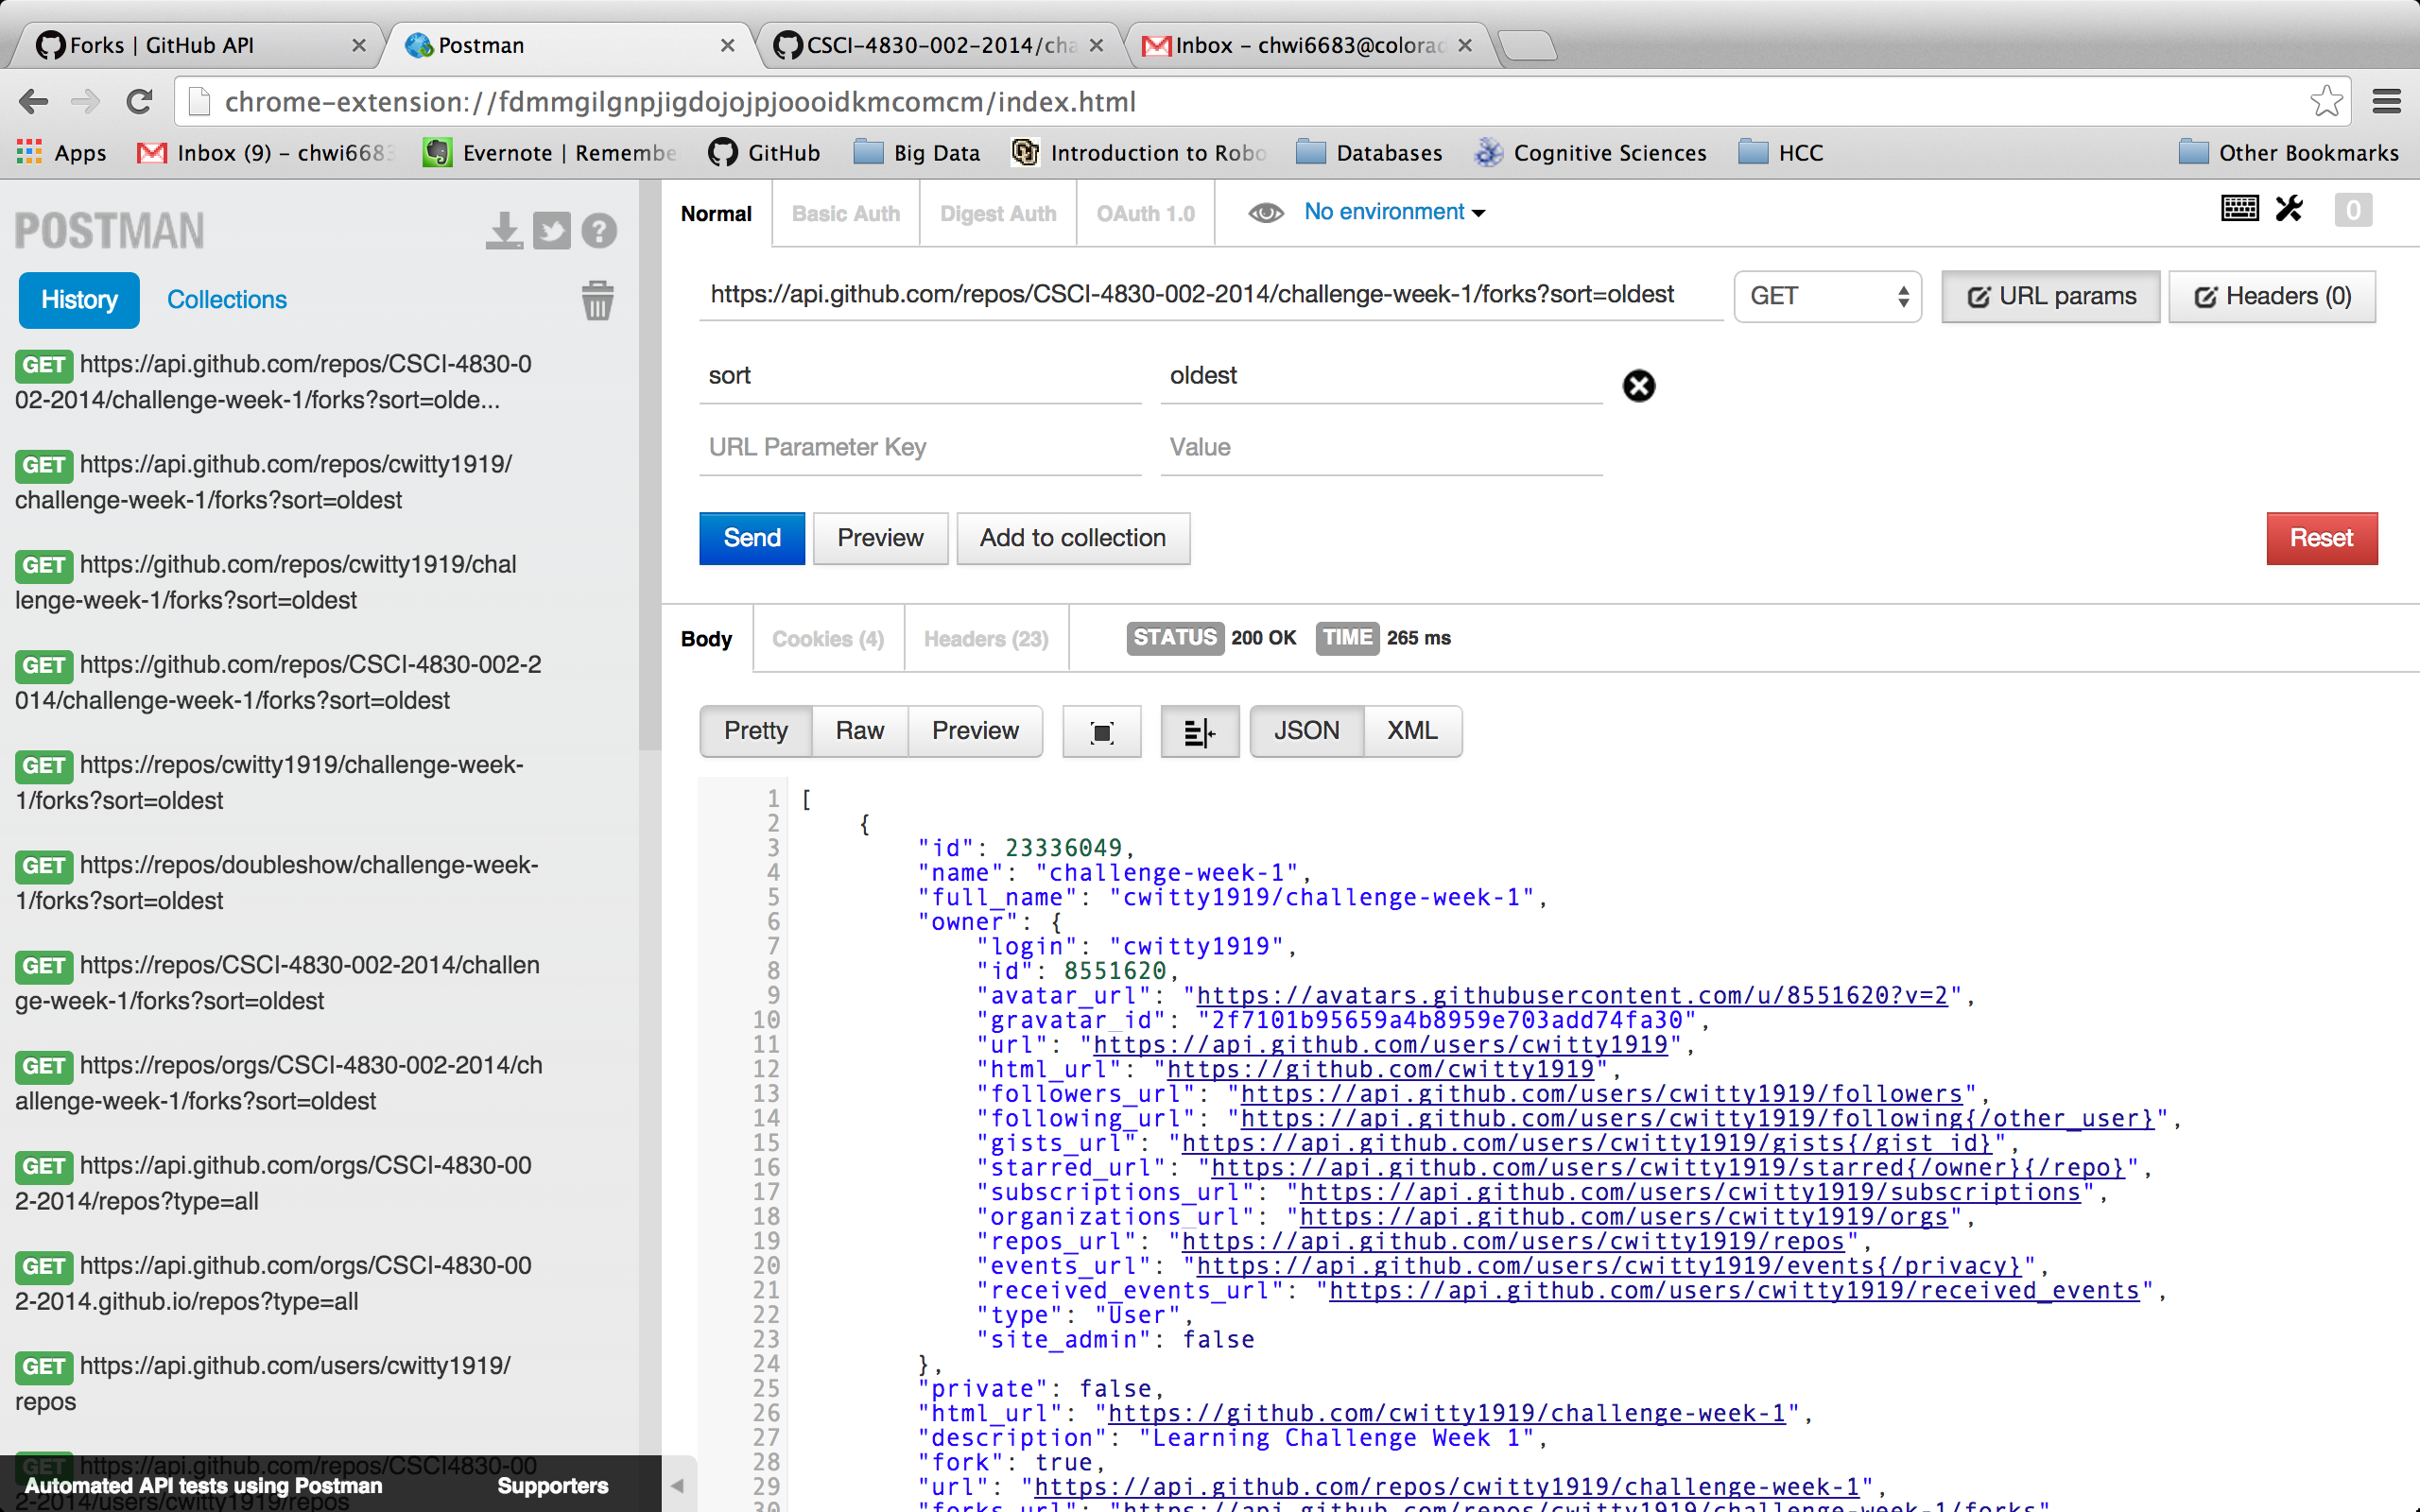 Forks | GitHub API
Postman
CSCI-4830-002-2014/cha
Inbox – chwi6683@colorad
chrome-extension://fdmmgilgnpjigdojojpjoooidkmcomcm/index.html
Apps
Inbox (9) – chwi6683
Evernote | Remembe
GitHub
Big Data
Introduction to Robo
Databases
Cognitive Sciences
HCC
Other Bookmarks
POSTMAN
History
Collections
GET https://api.github.com/repos/CSCI-4830-0
02-2014/challenge-week-1/forks?sort=olde...
GET https://api.github.com/repos/cwitty1919/
challenge-week-1/forks?sort=oldest
GET https://github.com/repos/cwitty1919/chal
lenge-week-1/forks?sort=oldest
GET https://github.com/repos/CSCI-4830-002-2
014/challenge-week-1/forks?sort=oldest
GET https://repos/cwitty1919/challenge-week-
1/forks?sort=oldest
GET https://repos/doubleshow/challenge-week-
1/forks?sort=oldest
GET https://repos/CSCI-4830-002-2014/challen
ge-week-1/forks?sort=oldest
GET https://repos/orgs/CSCI-4830-002-2014/ch
allenge-week-1/forks?sort=oldest
GET https://api.github.com/orgs/CSCI-4830-00
2-2014/repos?type=all
GET https://api.github.com/orgs/CSCI-4830-00
2-2014.github.io/repos?type=all
GET https://api.github.com/users/cwitty1919/
repos
GET https://api.github.com/repos/CSCI4830-00
2-2014/users/cwitty1919/repos
Automated API tests using Postman
Supporters
Normal
Basic Auth
Digest Auth
OAuth 1.0
No environment
0
https://api.github.com/repos/CSCI-4830-002-2014/challenge-week-1/forks?sort=oldest
GET
URL params
Headers (0)
sort
oldest
URL Parameter Key
Value
Send
Preview
Add to collection
Reset
Body
Cookies (4)
Headers (23)
STATUS 200 OK
TIME 265 ms
Pretty
Raw
Preview
JSON
XML
1 [
2 {
3 "id": 23336049,
4 "name": "challenge-week-1",
5 "full_name": "cwitty1919/challenge-week-1",
6 "owner": {
7 "login": "cwitty1919",
8 "id": 8551620,
9 "avatar_url": "https://avatars.githubusercontent.com/u/8551620?v=2",
10 "gravatar_id": "2f7101b95659a4b8959e703add74fa30",
11 "url": "https://api.github.com/users/cwitty1919",
12 "html_url": "https://github.com/cwitty1919",
13 "followers_url": "https://api.github.com/users/cwitty1919/followers",
14 "following_url": "https://api.github.com/users/cwitty1919/following{/other_user}",
15 "gists_url": "https://api.github.com/users/cwitty1919/gists{/gist_id}",
16 "starred_url": "https://api.github.com/users/cwitty1919/starred{/owner}{/repo}",
17 "subscriptions_url": "https://api.github.com/users/cwitty1919/subscriptions",
18 "organizations_url": "https://api.github.com/users/cwitty1919/orgs",
19 "repos_url": "https://api.github.com/users/cwitty1919/repos",
20 "events_url": "https://api.github.com/users/cwitty1919/events{/privacy}",
21 "received_events_url": "https://api.github.com/users/cwitty1919/received_events",
22 "type": "User",
23 "site_admin": false
24 },
25 "private": false,
26 "html_url": "https://github.com/cwitty1919/challenge-week-1",
27 "description": "Learning Challenge Week 1",
28 "fork": true,
29 "url": "https://api.github.com/repos/cwitty1919/challenge-week-1",
30 "forks_url": "https://api.github.com/repos/cwitty1919/challenge-week-1/forks"